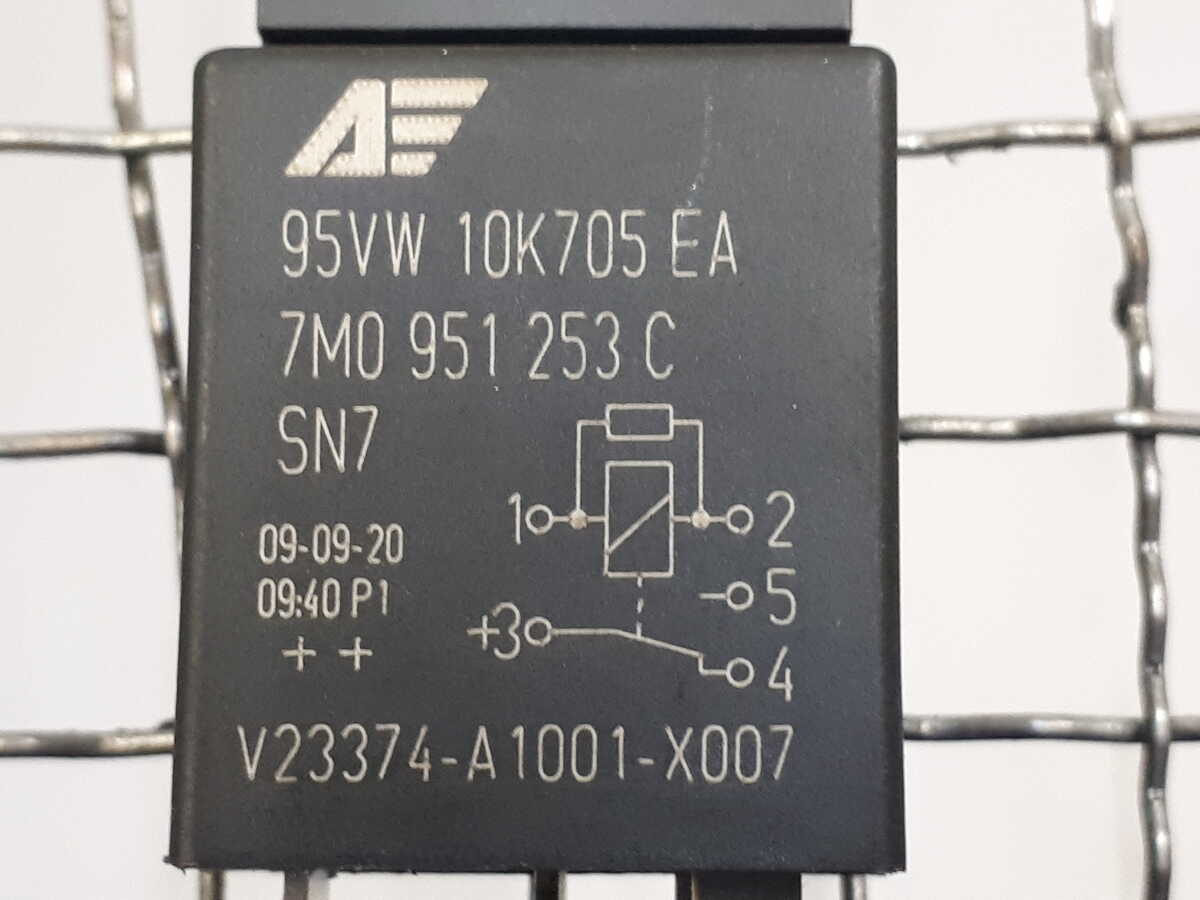 AE
95VW 10K705 EA
7M0 951 253 C
SN7
09-09-20
09:40 P1
+ +
1
2
5
+3
4
V23374-A1001-X007